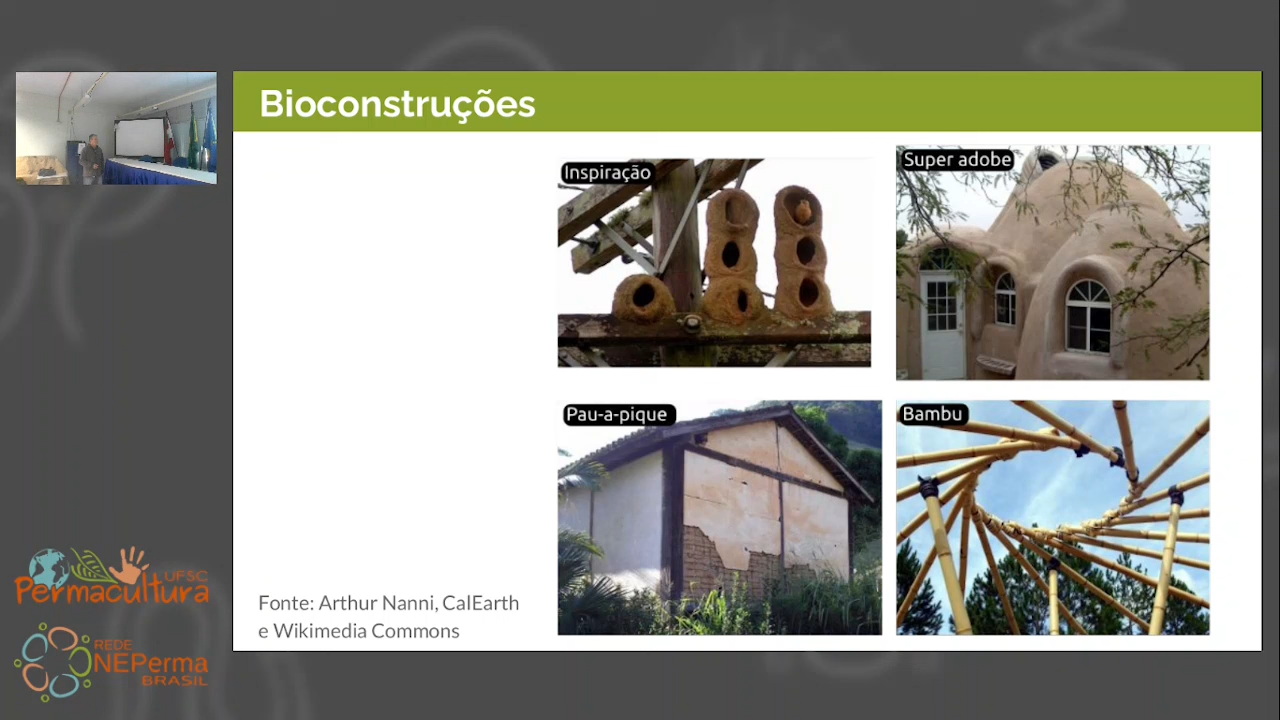 Bioconstruções
Inspiração
Super adobe
Pau-a-pique
Bambu
Fonte: Arthur Nanni, CalEarth
e Wikimedia Commons
UFSC
Permacultura
REDE
NEPerma
BRASIL